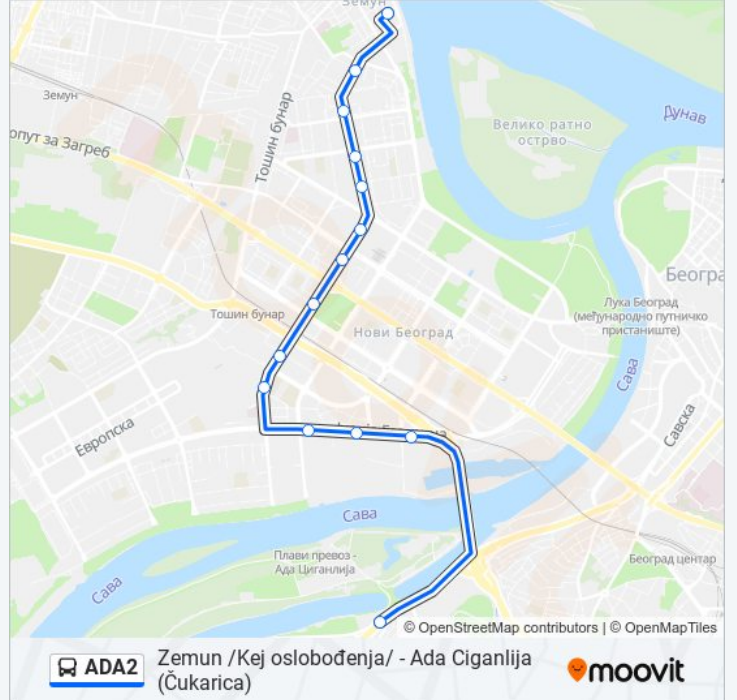 Земун
Земун
Дунав
Велико ратно
острво
опут за Загреб
Тошин бунар
Београ
Лука Београд
(међународно путничко
пристаниште)
Тошин бунар
Нови Београд
Сава
Савска
Европска
Сава
Плави превоз -
Ада Циганлија
Београд центар
Сава
© OpenStreetMap contributors | © OpenMapTiles
ADA2
Zemun /Kej oslobođenja/ - Ada Ciganlija
(Čukarica)
moovit